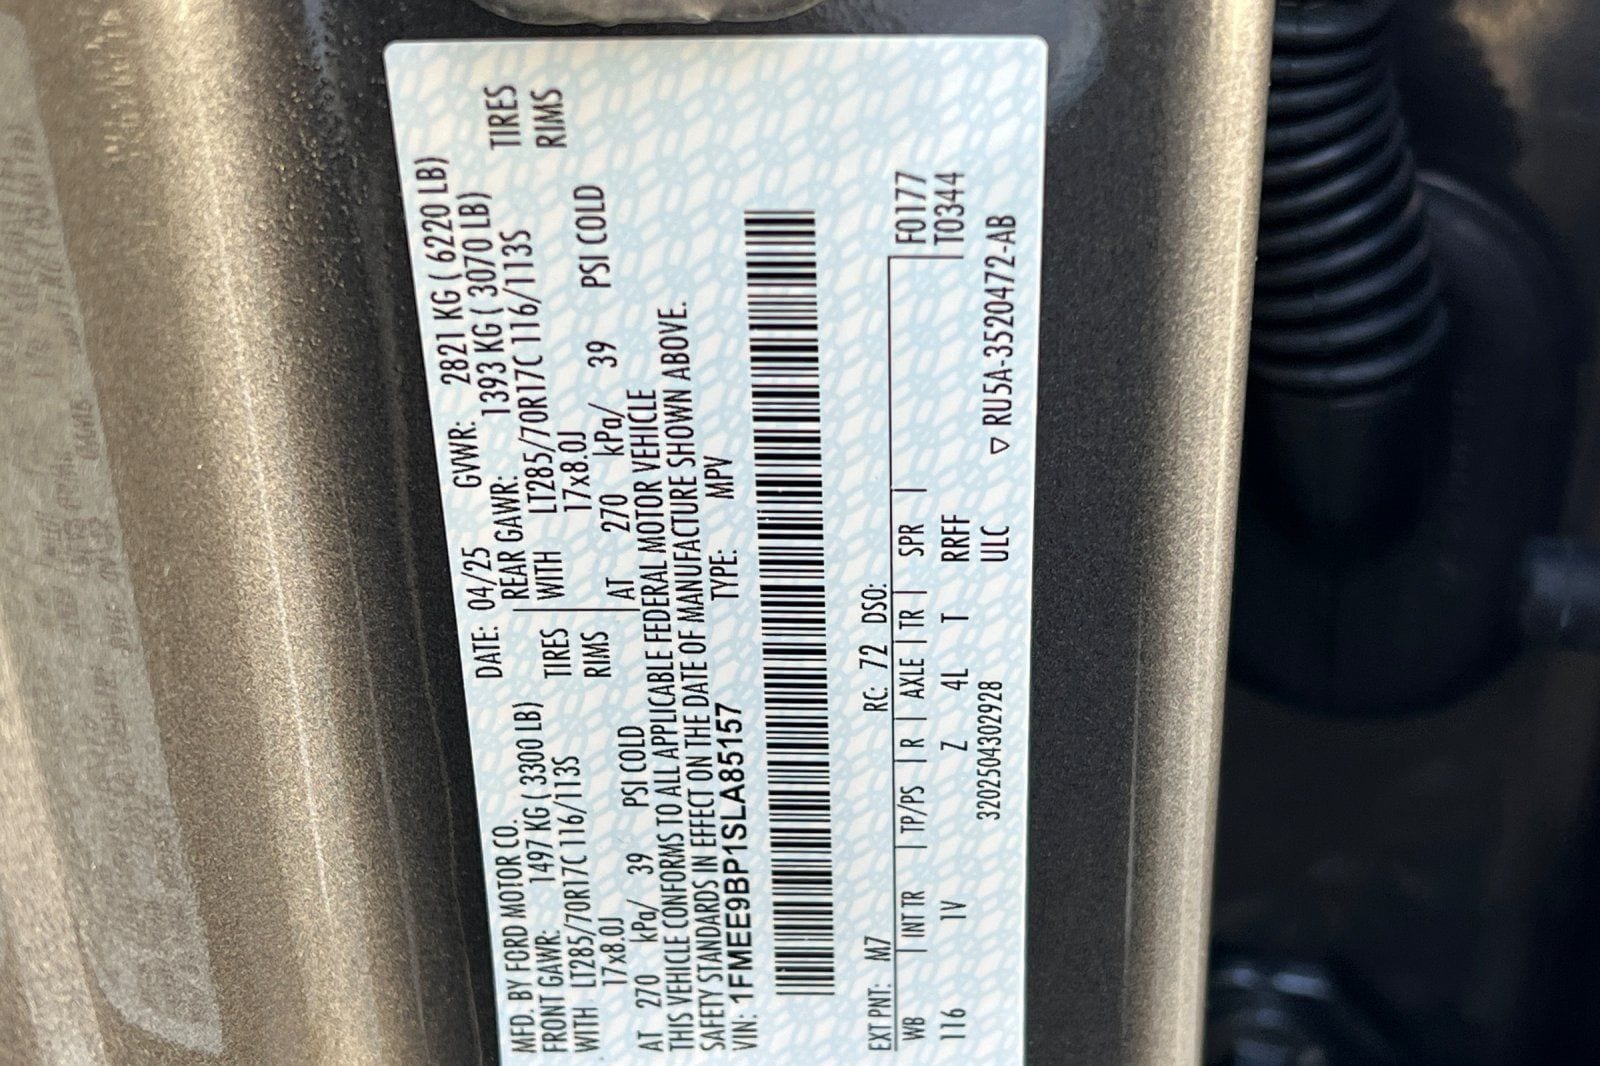 MFD. BY FORD MOTOR CO. DATE: 04/25 GVWR: 2821 KG ( 6220 LB)
FRONT GAWR: 1497 KG ( 3300 LB) REAR GAWR: 1393 KG ( 3070 LB)
WITH LT285/70R17C 116/113S TIRES WITH LT285/70R17C 116/113S TIRES
17x8.0J RIMS 17x8.0J RIMS
AT 270 kPa/ 39 PSI COLD AT 270 kPa/ 39 PSI COLD
THIS VEHICLE CONFORMS TO ALL APPLICABLE FEDERAL MOTOR VEHICLE
SAFETY STANDARDS IN EFFECT ON THE DATE OF MANUFACTURE SHOWN ABOVE.
VIN: 1FMEE9BP1SLA85157 TYPE: MPV
EXT PNT: M7 RC: 72 DSO:
WB | INT TR | TP/PS | R | AXLE | TR | SPR | F0177
116 1V Z 4L T RRFF T0344
3202504302928 ULC ▽ RU5A-3520472-AB